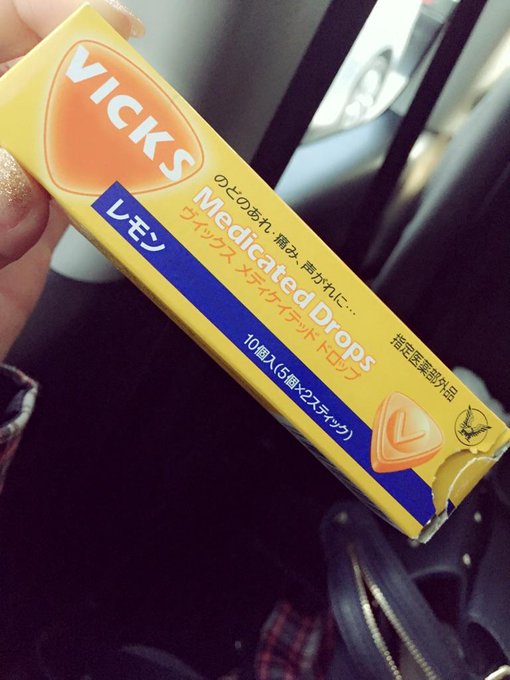 VICKS
のどのあれ・痛み、声がれに…
Medicated Drops
ヴイックス メディケイテッド ドロップ
レモン
10個入(5個×2スティック)
指定医薬部外品
V